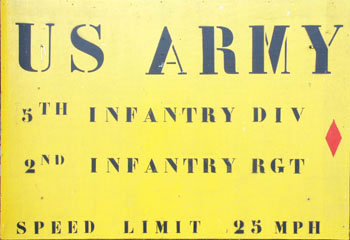 US ARMY
5TH INFANTRY DIV
2ND INFANTRY RGT
SPEED LIMIT 25 MPH